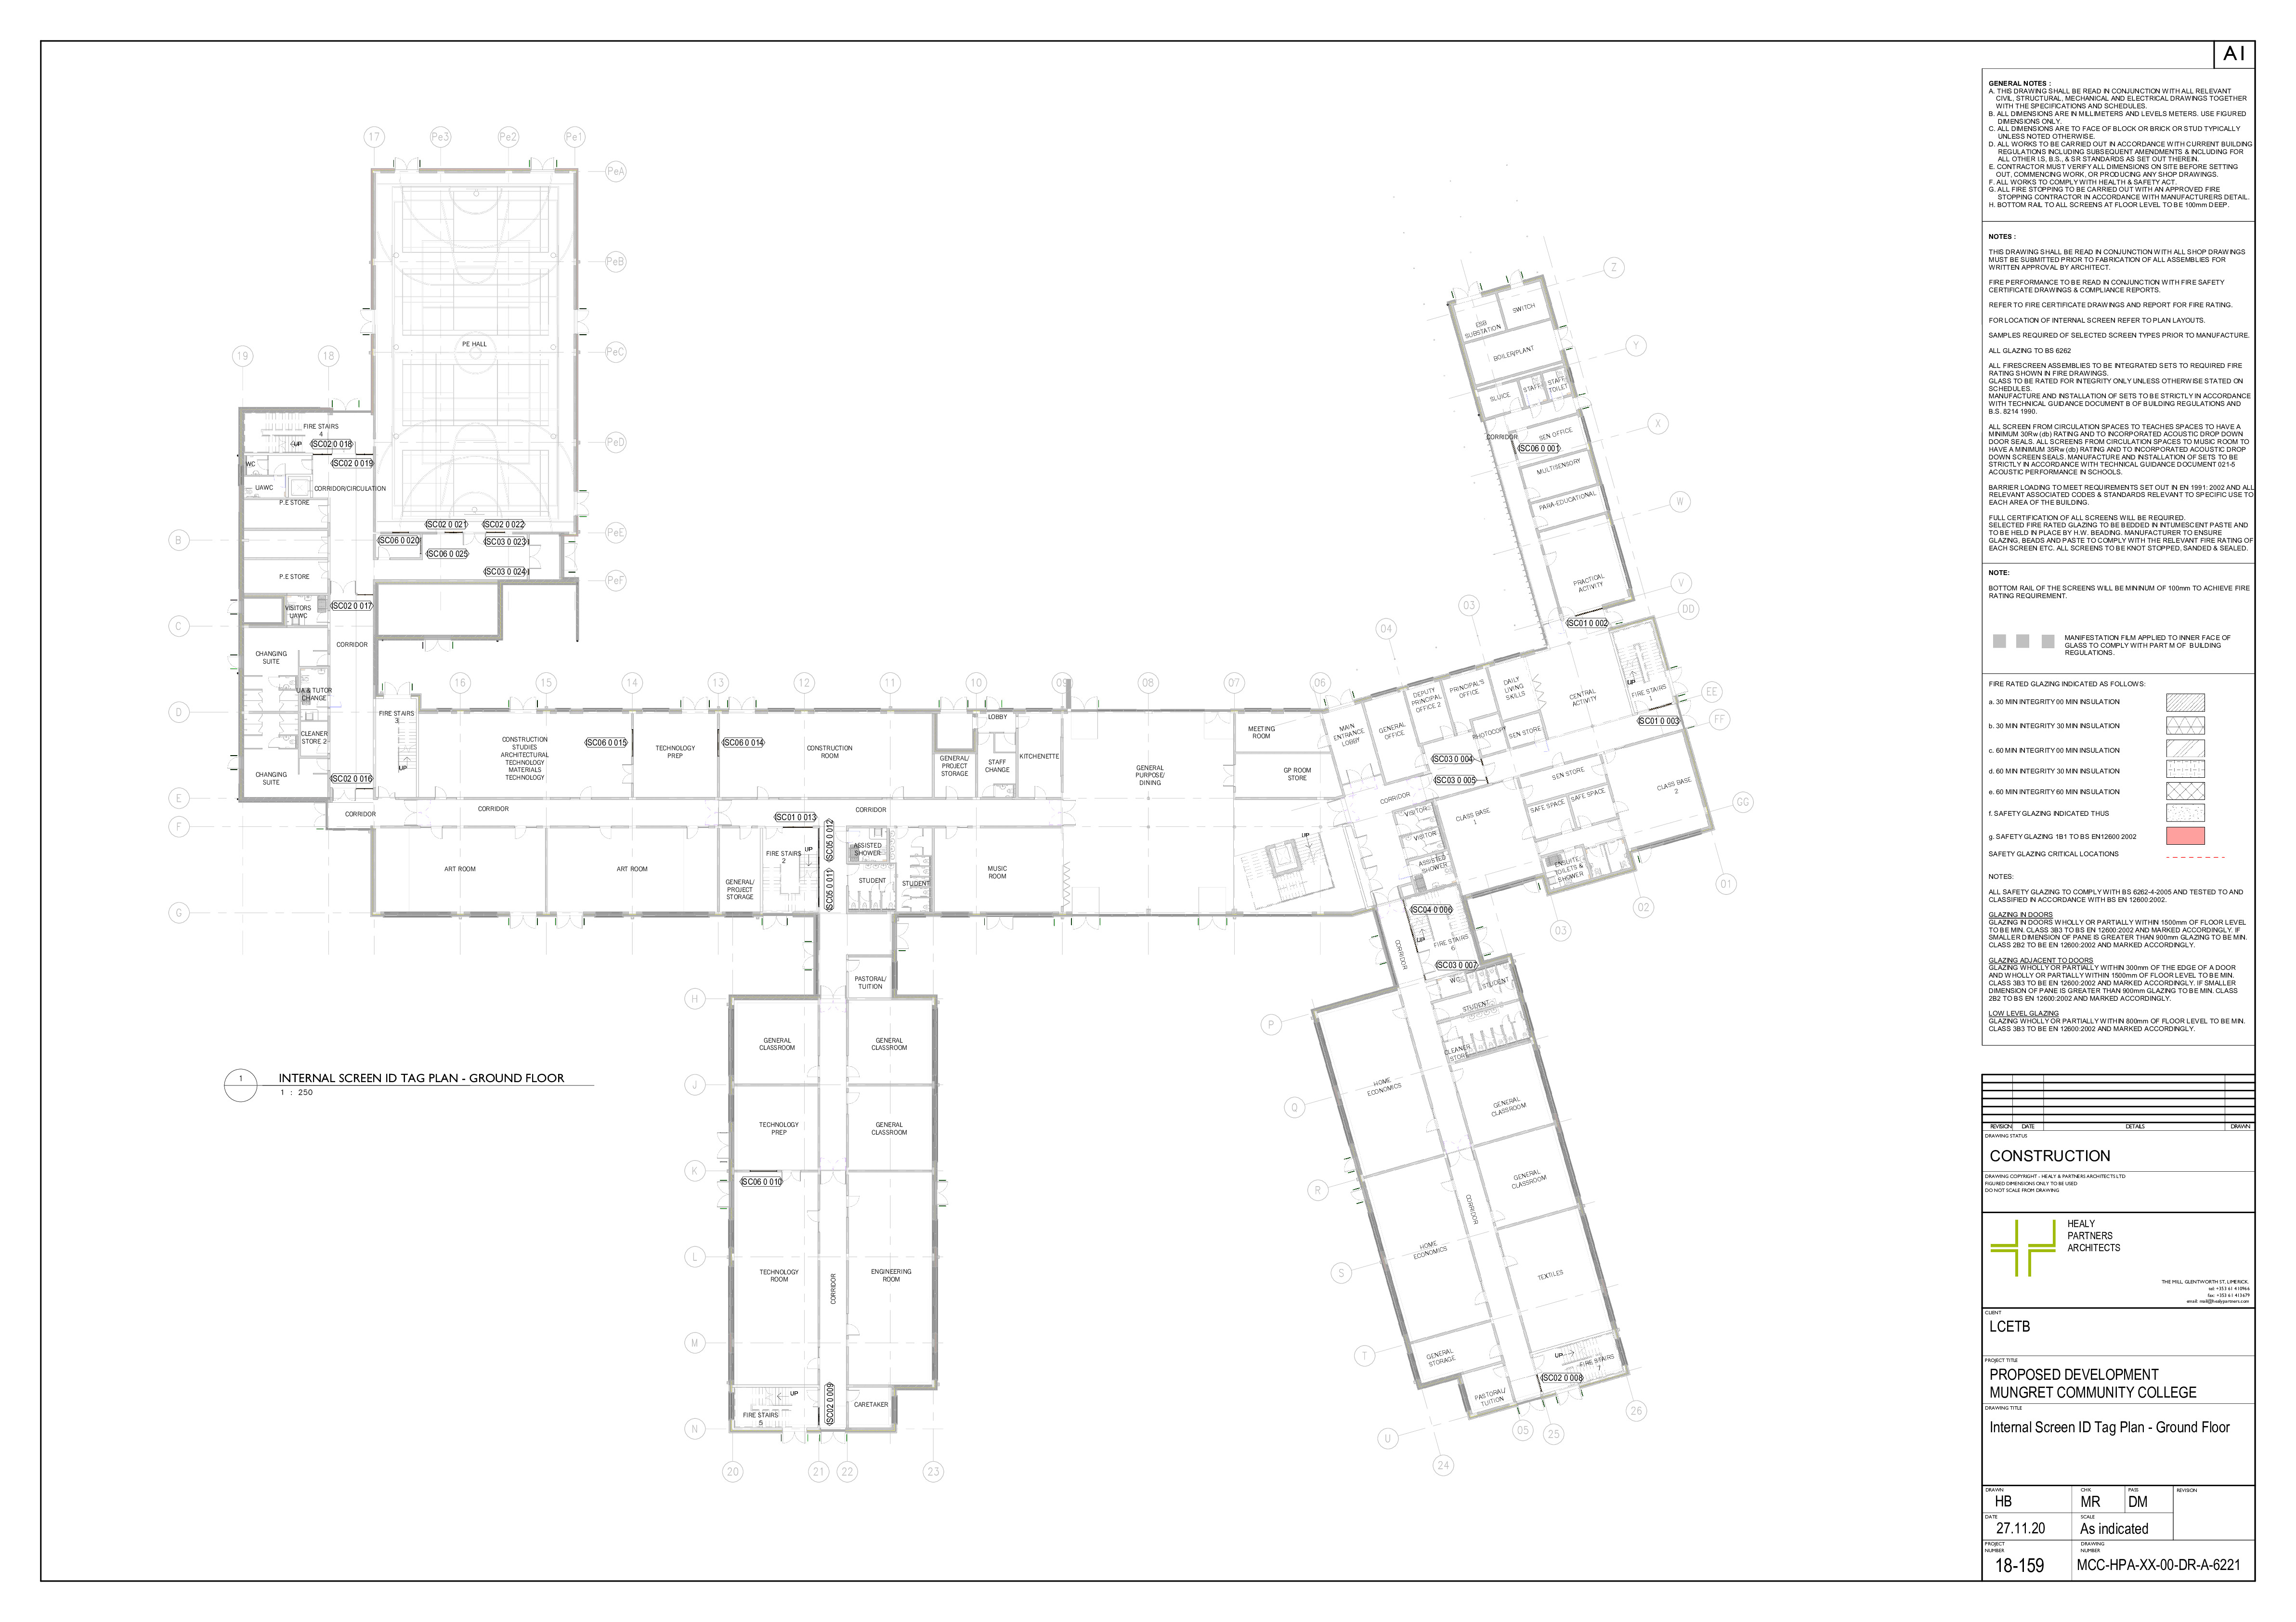 A1
GENERAL NOTES :
A. THIS DRAWING SHALL BE READ IN CONJUNCTION WITH ALL RELEVANT
CIVIL, STRUCTURAL, MECHANICAL AND ELECTRICAL DRAWINGS TOGETHER
WITH THE SPECIFICATIONS AND SCHEDULES.
B. ALL DIMENSIONS ARE IN MILLIMETERS AND LEVELS METERS. USE FIGURED
DIMENSIONS ONLY.
C. ALL DIMENSIONS ARE TO FACE OF BLOCK OR BRICK OR STUD TYPICALLY
UNLESS NOTED OTHERWISE.
D. ALL WORKS TO BE CARRIED OUT IN ACCORDANCE WITH CURRENT BUILDING
REGULATIONS INCLUDING SUBSEQUENT AMENDMENTS & INCLUDING FOR
ALL OTHER I.S, B.S., & SR STANDARDS AS SET OUT THEREIN.
E. CONTRACTOR MUST VERIFY ALL DIMENSIONS ON SITE BEFORE SETTING
OUT, COMMENCING WORK, OR PRODUCING ANY SHOP DRAWINGS.
F. ALL WORKS TO COMPLY WITH HEALTH & SAFETY ACT.
G. ALL FIRE STOPPING TO BE CARRIED OUT WITH AN APPROVED FIRE
STOPPING CONTRACTOR IN ACCORDANCE WITH MANUFACTURERS DETAIL.
H. BOTTOM RAIL TO ALL SCREENS AT FLOOR LEVEL TO BE 100mm DEEP.
NOTES :
THIS DRAWING SHALL BE READ IN CONJUNCTION WITH ALL SHOP DRAWINGS
MUST BE SUBMITTED PRIOR TO FABRICATION OF ALL ASSEMBLIES FOR
WRITTEN APPROVAL BY ARCHITECT.
FIRE PERFORMANCE TO BE READ IN CONJUNCTION WITH FIRE SAFETY
CERTIFICATE DRAWINGS & COMPLIANCE REPORTS.
REFER TO FIRE CERTIFICATE DRAWINGS AND REPORT FOR FIRE RATING.
FOR LOCATION OF INTERNAL SCREEN REFER TO PLAN LAYOUTS.
SAMPLES REQUIRED OF SELECTED SCREEN TYPES PRIOR TO MANUFACTURE.
ALL GLAZING TO BS 6262
ALL FIRESCREEN ASSEMBLIES TO BE INTEGRATED SETS TO REQUIRED FIRE
RATING SHOWN IN FIRE DRAWINGS.
GLASS TO BE RATED FOR INTEGRITY ONLY UNLESS OTHERWISE STATED ON
SCHEDULES.
MANUFACTURE AND INSTALLATION OF SETS TO BE STRICTLY IN ACCORDANCE
WITH TECHNICAL GUIDANCE DOCUMENT B OF BUILDING REGULATIONS AND
B.S. 8214 1990.
ALL SCREEN FROM CIRCULATION SPACES TO TEACHES SPACES TO HAVE A
MINIMUM 30Rw (db) RATING AND TO INCORPORATED ACOUSTIC DROP DOWN
DOOR SEALS. ALL SCREENS FROM CIRCULATION SPACES TO MUSIC ROOM TO
HAVE A MINIMUM 35Rw (db) RATING AND TO INCORPORATED ACOUSTIC DROP
DOWN SCREEN SEALS. MANUFACTURE AND INSTALLATION OF SETS TO BE
STRICTLY IN ACCORDANCE WITH TECHNICAL GUIDANCE DOCUMENT 021-5
ACOUSTIC PERFORMANCE IN SCHOOLS.
BARRIER LOADING TO MEET REQUIREMENTS SET OUT IN EN 1991: 2002 AND ALL
RELEVANT ASSOCIATED CODES & STANDARDS RELEVANT TO SPECIFIC USE TO
EACH AREA OF THE BUILDING.
FULL CERTIFICATION OF ALL SCREENS WILL BE REQUIRED.
SELECTED FIRE RATED GLAZING TO BE BEDDED IN INTUMESCENT PASTE AND
TO BE HELD IN PLACE BY H.W. BEADING. MANUFACTURER TO ENSURE
GLAZING, BEADS AND PASTE TO COMPLY WITH THE RELEVANT FIRE RATING OF
EACH SCREEN ETC. ALL SCREENS TO BE KNOT STOPPED, SANDED & SEALED.
NOTE:
BOTTOM RAIL OF THE SCREENS WILL BE MININUM OF 100mm TO ACHIEVE FIRE
RATING REQUIREMENT.
MANIFESTATION FILM APPLIED TO INNER FACE OF
GLASS TO COMPLY WITH PART M OF BUILDING
REGULATIONS.
FIRE RATED GLAZING INDICATED AS FOLLOWS:
a. 30 MIN INTEGRITY 00 MIN INSULATION
b. 30 MIN INTEGRITY 30 MIN INSULATION
c. 60 MIN INTEGRITY 00 MIN INSULATION
d. 60 MIN INTEGRITY 30 MIN INSULATION
e. 60 MIN INTEGRITY 60 MIN INSULATION
f. SAFETY GLAZING INDICATED THUS
g. SAFETY GLAZING 1B1 TO BS EN12600 2002
SAFETY GLAZING CRITICAL LOCATIONS
NOTES:
ALL SAFETY GLAZING TO COMPLY WITH BS 6262-4-2005 AND TESTED TO AND
CLASSIFIED IN ACCORDANCE WITH BS EN 12600:2002.
GLAZING IN DOORS
GLAZING IN DOORS WHOLLY OR PARTIALLY WITHIN 1500mm OF FLOOR LEVEL
TO BE MIN. CLASS 3B3 TO BS EN 12600:2002 AND MARKED ACCORDINGLY. IF
SMALLER DIMENSION OF PANE IS GREATER THAN 900mm GLAZING TO BE MIN.
CLASS 2B2 TO BE EN 12600:2002 AND MARKED ACCORDINGLY.
GLAZING ADJACENT TO DOORS
GLAZING WHOLLY OR PARTIALLY WITHIN 300mm OF THE EDGE OF A DOOR
AND WHOLLY OR PARTIALLY WITHIN 1500mm OF FLOOR LEVEL TO BE MIN.
CLASS 3B3 TO BE EN 12600:2002 AND MARKED ACCORDINGLY. IF SMALLER
DIMENSION OF PANE IS GREATER THAN 900mm GLAZING TO BE MIN. CLASS
2B2 TO BS EN 12600:2002 AND MARKED ACCORDINGLY.
LOW LEVEL GLAZING
GLAZING WHOLLY OR PARTIALLY WITHIN 800mm OF FLOOR LEVEL TO BE MIN.
CLASS 3B3 TO BE EN 12600:2002 AND MARKED ACCORDINGLY.
REVISION DATE DETAILS DRAWN
DRAWING STATUS
CONSTRUCTION
DRAWING COPYRIGHT - HEALY & PARTNERS ARCHITECTS LTD
FIGURED DIMENSIONS ONLY TO BE USED
DO NOT SCALE FROM DRAWING
HEALY
PARTNERS
ARCHITECTS
THE MILL, GLENTWORTH ST, LIMERICK.
tel: +353 61 410966
fax: +353 61 413679
email: mail@healypartners.com
CLIENT
LCETB
PROJECT TITLE
PROPOSED DEVELOPMENT
MUNGRET COMMUNITY COLLEGE
DRAWING TITLE
Internal Screen ID Tag Plan - Ground Floor
DRAWN CHK PASS REVISION
HB MR DM
DATE SCALE
27.11.20 As indicated
PROJECT NUMBER DRAWING NUMBER
18-159 MCC-HPA-XX-00-DR-A-6221
17 Pe3 Pe2 Pe1
PeA
PeB
PeC
PeD
PeE
PeF
PE HALL
19 18
FIRE STAIRS
4
UP
SC02 0 018
SC02 0 019
WC
UAWC
CORRIDOR/CIRCULATION
P.E STORE
SC02 0 021
SC02 0 022
SC06 0 020
SC03 0 023
SC06 0 025
SC03 0 024
B
P.E STORE
SC02 0 017
VISITORS
UAWC
C
CORRIDOR
CHANGING
SUITE
UA & TUTOR
CHANGE
D
CLEANER
STORE 2
CHANGING
SUITE
SC02 0 016
E
F
G
CORRIDOR
FIRE STAIRS
3
UP
16 15 14 13 12 11 10 09 08 07 06
CONSTRUCTION
STUDIES
ARCHITECTURAL
TECHNOLOGY
MATERIALS
TECHNOLOGY
SC06 0 015
TECHNOLOGY
PREP
SC06 0 014
CONSTRUCTION
ROOM
GENERAL/
PROJECT
STORAGE
LOBBY
STAFF
CHANGE
KITCHENETTE
GENERAL
PURPOSE/
DINING
MEETING
ROOM
GP ROOM
STORE
CORRIDOR
CORRIDOR
SC01 0 013
SC05 0 012
SC05 0 011
ART ROOM
ART ROOM
GENERAL/
PROJECT
STORAGE
FIRE STAIRS
2
UP
ASSISTED
SHOWER
STUDENT
STUDENT
MUSIC
ROOM
UP
PASTORAL/
TUITION
H
GENERAL
CLASSROOM
GENERAL
CLASSROOM
J
TECHNOLOGY
PREP
GENERAL
CLASSROOM
K
SC06 0 010
L
TECHNOLOGY
ROOM
CORRIDOR
ENGINEERING
ROOM
M
SC02 0 009
FIRE STAIRS
5
UP
CARETAKER
N
20 21 22 23
Z
Y
X
W
V
ESB
SUBSTATION
SWITCH
BOILER/PLANT
SLUICE
STAFF
STAFF
TOILET
CORRIDOR
SEN OFFICE
SC06 0 001
MULTISENSORY
PARA-EDUCATIONAL
PRACTICAL
ACTIVITY
SC01 0 002
DD
EE
FF
GG
04 03
MAIN
ENTRANCE
LOBBY
GENERAL
OFFICE
DEPUTY
PRINCIPAL
OFFICE 2
PRINCIPAL'S
OFFICE
DAILY
LIVING
SKILLS
PHOTOCOPY
SEN STORE
CENTRAL
ACTIVITY
UP
FIRE STAIRS
1
SC01 0 003
SC03 0 004
SC03 0 005
CORRIDOR
VISITOR
VISITOR
ASSISTED
SHOWER
CLASS BASE
1
SEN STORE
SAFE SPACE
SAFE SPACE
CLASS BASE
2
ENSUITE
TOILETS &
SHOWER
01
02
03
SC04 0 006
CORRIDOR
UP
FIRE STAIRS
6
SC03 0 007
WC
STUDENT
STUDENT
CLEANER
STORE
P
HOME
ECONOMICS
GENERAL
CLASSROOM
Q
GENERAL
CLASSROOM
R
CORRIDOR
HOME
ECONOMICS
TEXTILES
S
T
GENERAL
STORAGE
UP
FIRE STAIRS
7
SC02 0 008
PASTORAL/
TUITION
U
24 05 25 26
1
INTERNAL SCREEN ID TAG PLAN - GROUND FLOOR
1 : 250